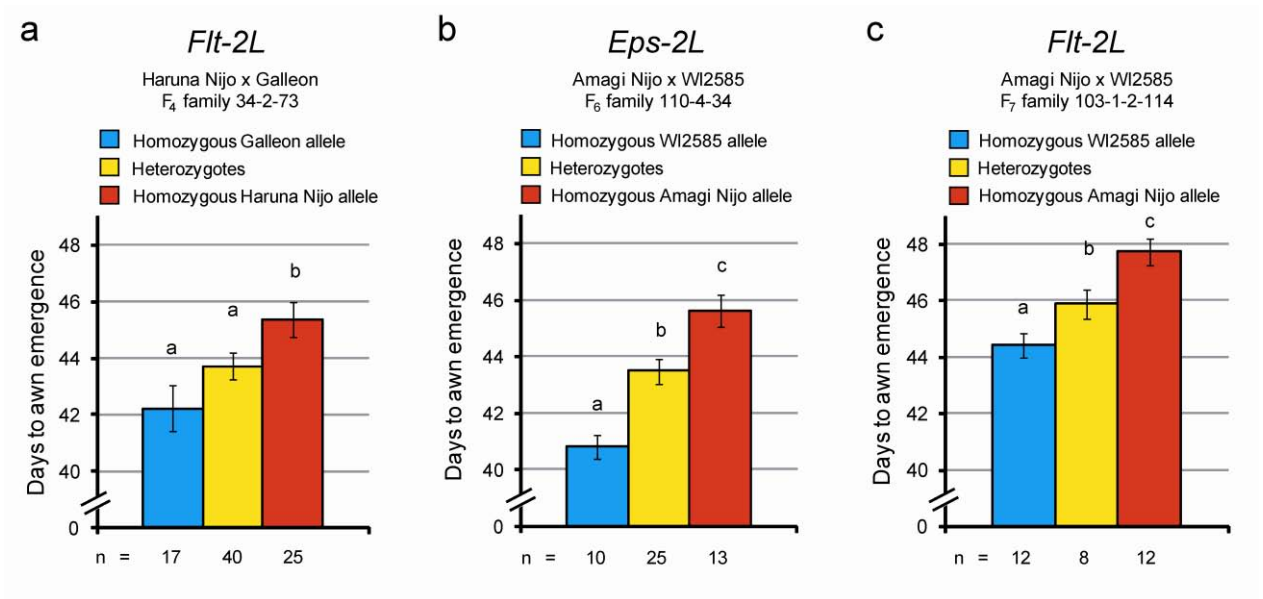 a
Flt-2L
Haruna Nijo x Galleon
F4 family 34-2-73
Homozygous Galleon allele
Heterozygotes
Homozygous Haruna Nijo allele
Days to awn emergence
48
46
44
42
40
0
a
a
b
n = 17 40 25
b
Eps-2L
Amagi Nijo x WI2585
F6 family 110-4-34
Homozygous WI2585 allele
Heterozygotes
Homozygous Amagi Nijo allele
Days to awn emergence
48
46
44
42
40
0
a
b
c
n = 10 25 13
c
Flt-2L
Amagi Nijo x WI2585
F7 family 103-1-2-114
Homozygous WI2585 allele
Heterozygotes
Homozygous Amagi Nijo allele
Days to awn emergence
48
46
44
42
40
0
a
b
c
n = 12 8 12